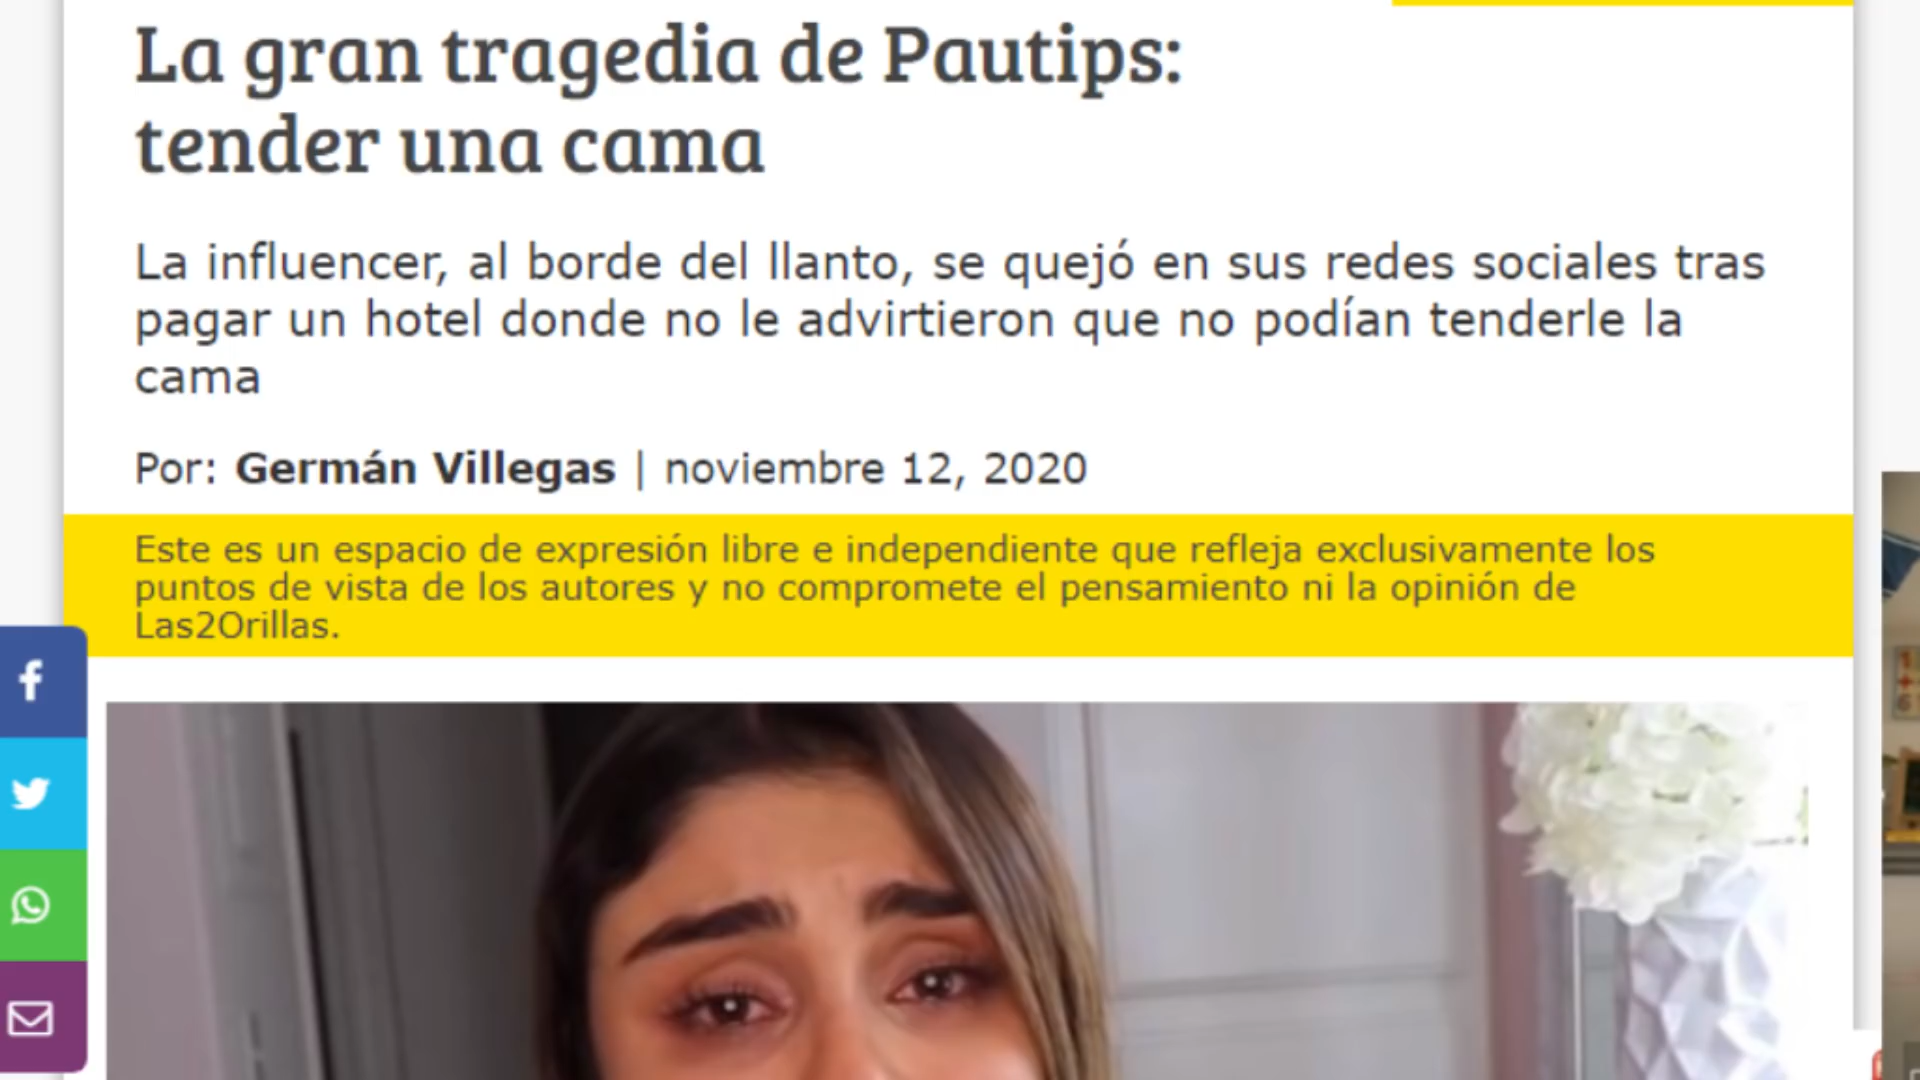 La gran tragedia de Pautips:
tender una cama
La influencer, al borde del llanto, se quejó en sus redes sociales tras
pagar un hotel donde no le advirtieron que no podían tenderle la
cama
Por: Germán Villegas | noviembre 12, 2020
Este es un espacio de expresión libre e independiente que refleja exclusivamente los
puntos de vista de los autores y no compromete el pensamiento ni la opinión de
Las2Orillas.